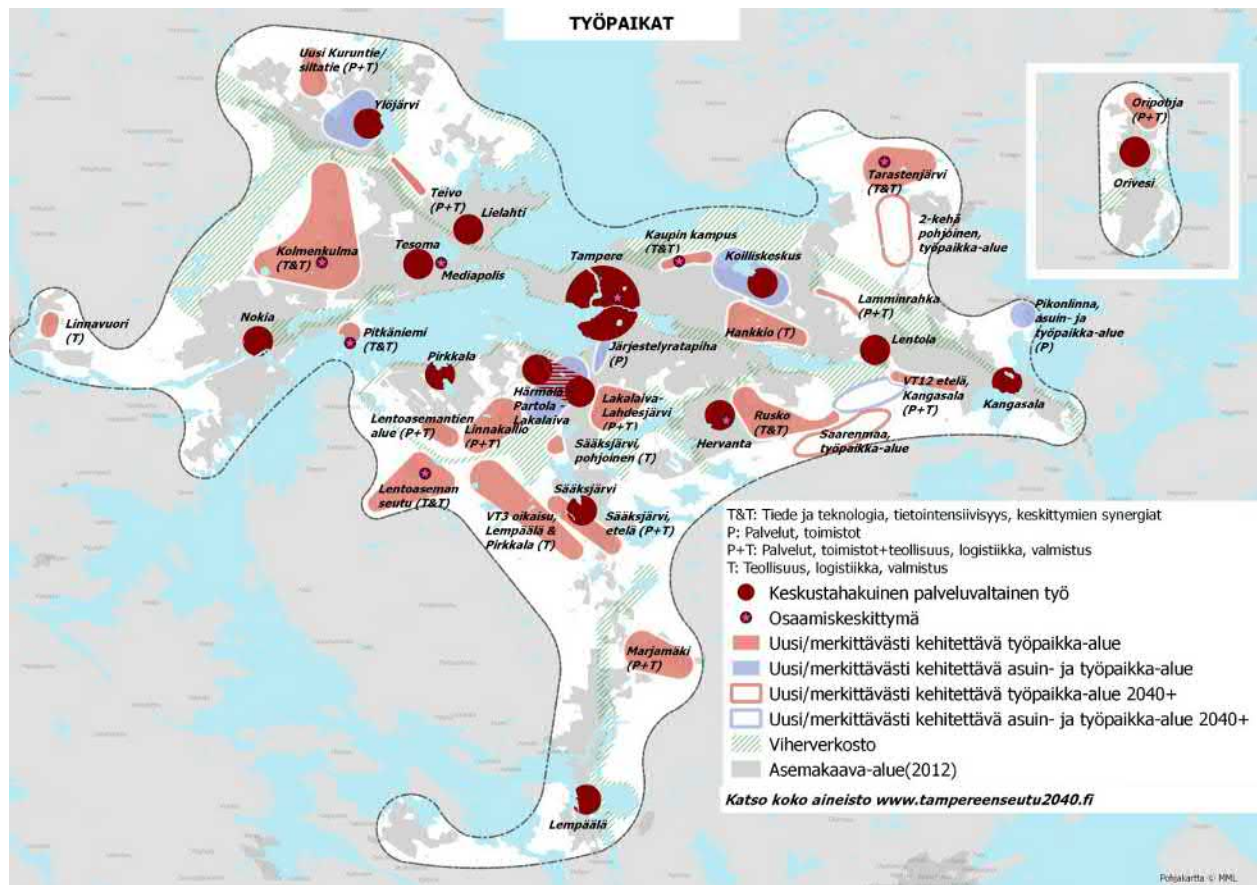 TYÖPAIKAT
Uusi Kuruntie/
siltatie (P+T)
Ylöjärvi
Teivo
(P+T)
Lielahti
Kolmenkulma
(T&T)
Tesoma
Mediapolis
Tampere
Kaupin kampus
(T&T)
Koilliskeskus
Tarastenjärvi
(T&T)
2-kehä
pohjoinen,
työpaikka-alue
Oripohja
(P+T)
Orivesi
Linnavuori
(T)
Nokia
Pitkäniemi
(T&T)
Pirkkala
Järjestelyratapiha
(P)
Hankkio (T)
Lamminrahka
(P+T)
Lentola
Pikonlinna,
asuin- ja
työpaikka-alue
(P)
Härmälä
Partola
Lakalaiva
Lakalaiva-
Lahdesjärvi
(P+T)
VT12 etelä,
Kangasala
(P+T)
Kangasala
Lentoasemantien
alue (P+T)
Linnakallio
(P+T)
Sääksjärvi,
pohjoinen (T)
Hervanta
Rusko
(T&T)
Saarenmaa,
työpaikka-alue
Lentoaseman
seutu (T&T)
VT3 oikaisu,
Lempäälä &
Pirkkala (T)
Sääksjärvi
Sääksjärvi,
etelä (P+T)
Marjamäki
(P+T)
Lempäälä
T&T: Tiede ja teknologia, tietointensiivisyys, keskittymien synergiat
P: Palvelut, toimistot
P+T: Palvelut, toimistot+teollisuus, logistiikka, valmistus
T: Teollisuus, logistiikka, valmistus
Keskustahakuinen palveluvaltainen työ
Osaamiskeskittymä
Uusi/merkittävästi kehitettävä työpaikka-alue
Uusi/merkittävästi kehitettävä asuin- ja työpaikka-alue
Uusi/merkittävästi kehitettävä työpaikka-alue 2040+
Uusi/merkittävästi kehitettävä asuin- ja työpaikka-alue 2040+
Viherverkosto
Asemakaava-alue(2012)
Katso koko aineisto www.tampereenseutu2040.fi
Pohjakartta © MML